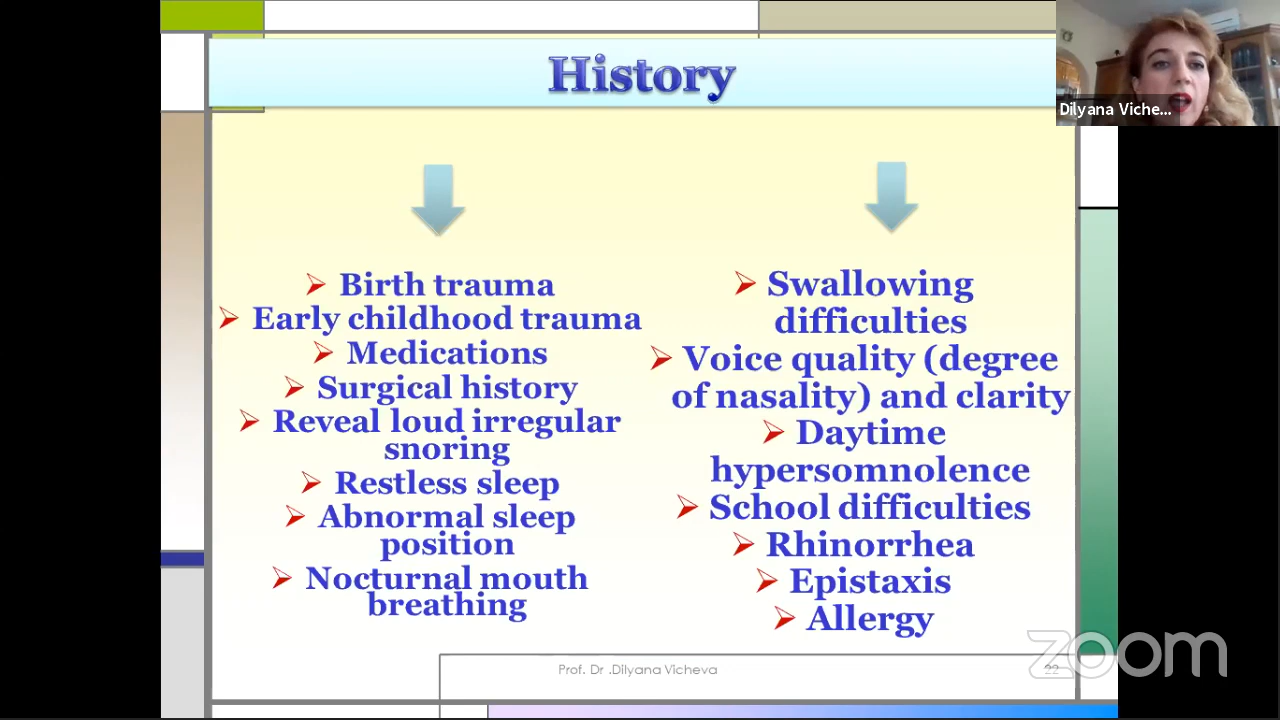 History
Dilyana Viche...
➢ Birth trauma
➢ Early childhood trauma
➢ Medications
➢ Surgical history
➢ Reveal loud irregular
snoring
➢ Restless sleep
➢ Abnormal sleep
position
➢ Nocturnal mouth
breathing
➢ Swallowing
difficulties
➢ Voice quality (degree
of nasality) and clarity
➢ Daytime
hypersomnolence
➢ School difficulties
➢ Rhinorrhea
➢ Epistaxis
➢ Allergy
Prof. Dr .Dilyana Vicheva
22
zoom